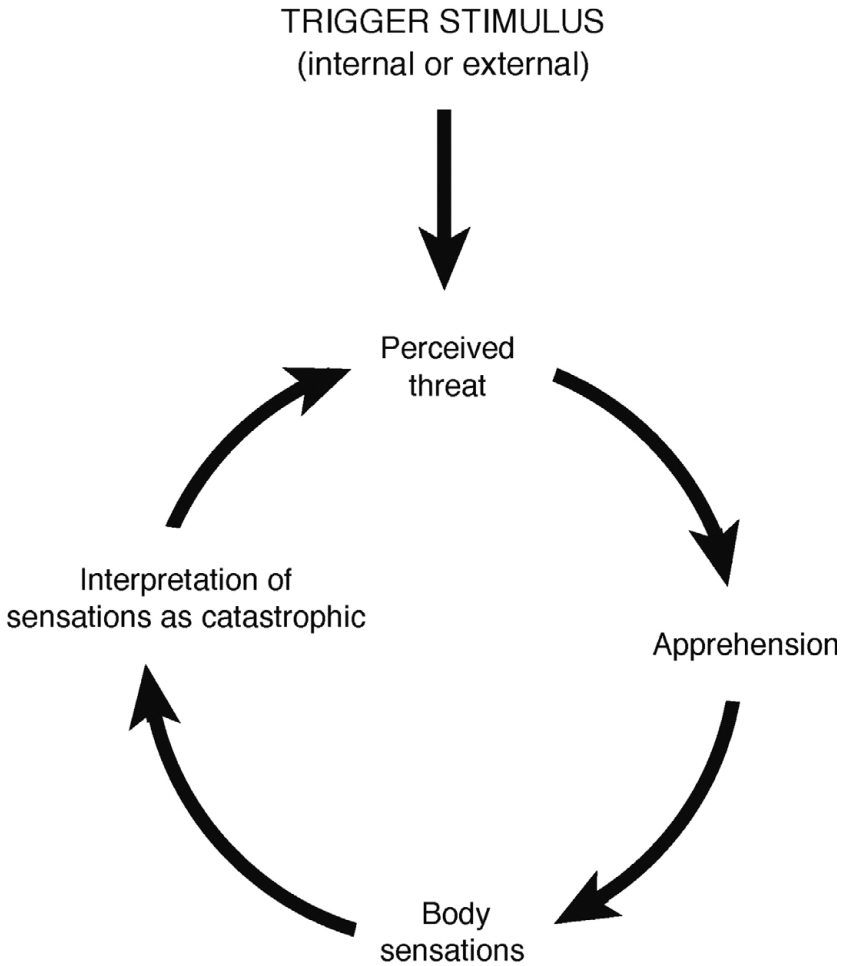 TRIGGER STIMULUS
(internal or external)
Perceived
threat
Interpretation of
sensations as catastrophic
Apprehension
Body
sensations